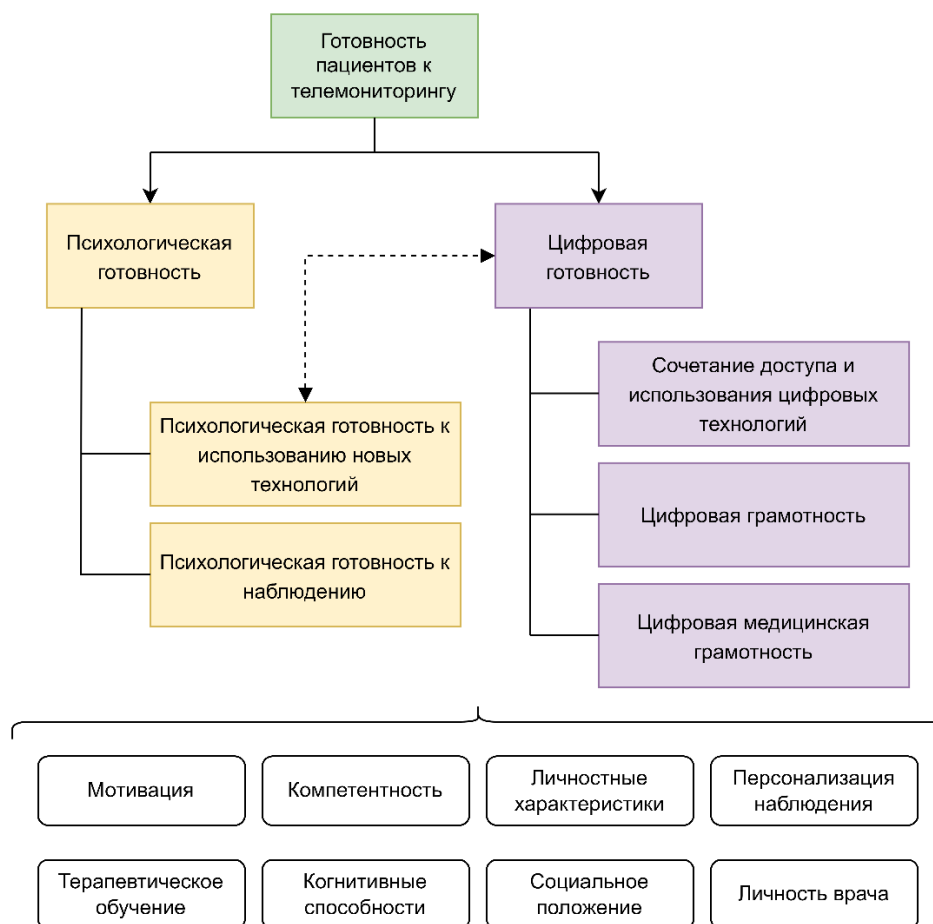 Готовность
пациентов к
телемониторингу
Психологическая
готовность
Цифровая
готовность
Сочетание доступа и
использования цифровых
технологий
Психологическая готовность к
использованию новых
технологий
Цифровая грамотность
Психологическая готовность к
наблюдению
Цифровая медицинская
грамотность
Мотивация
Компетентность
Личностные
характеристики
Персонализация
наблюдения
Терапевтическое
обучение
Когнитивные
способности
Социальное
положение
Личность врача